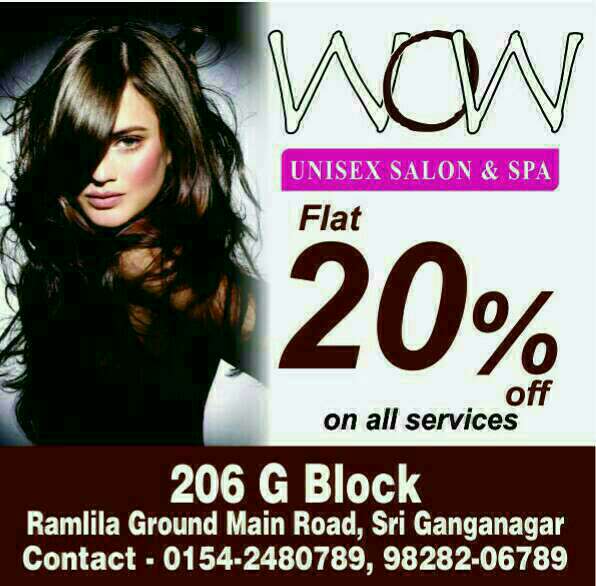 WOW
UNISEX SALON & SPA
Flat
20%
off
on all services
206 G Block
Ramlila Ground Main Road, Sri Ganganagar
Contact - 0154-2480789, 98282-06789